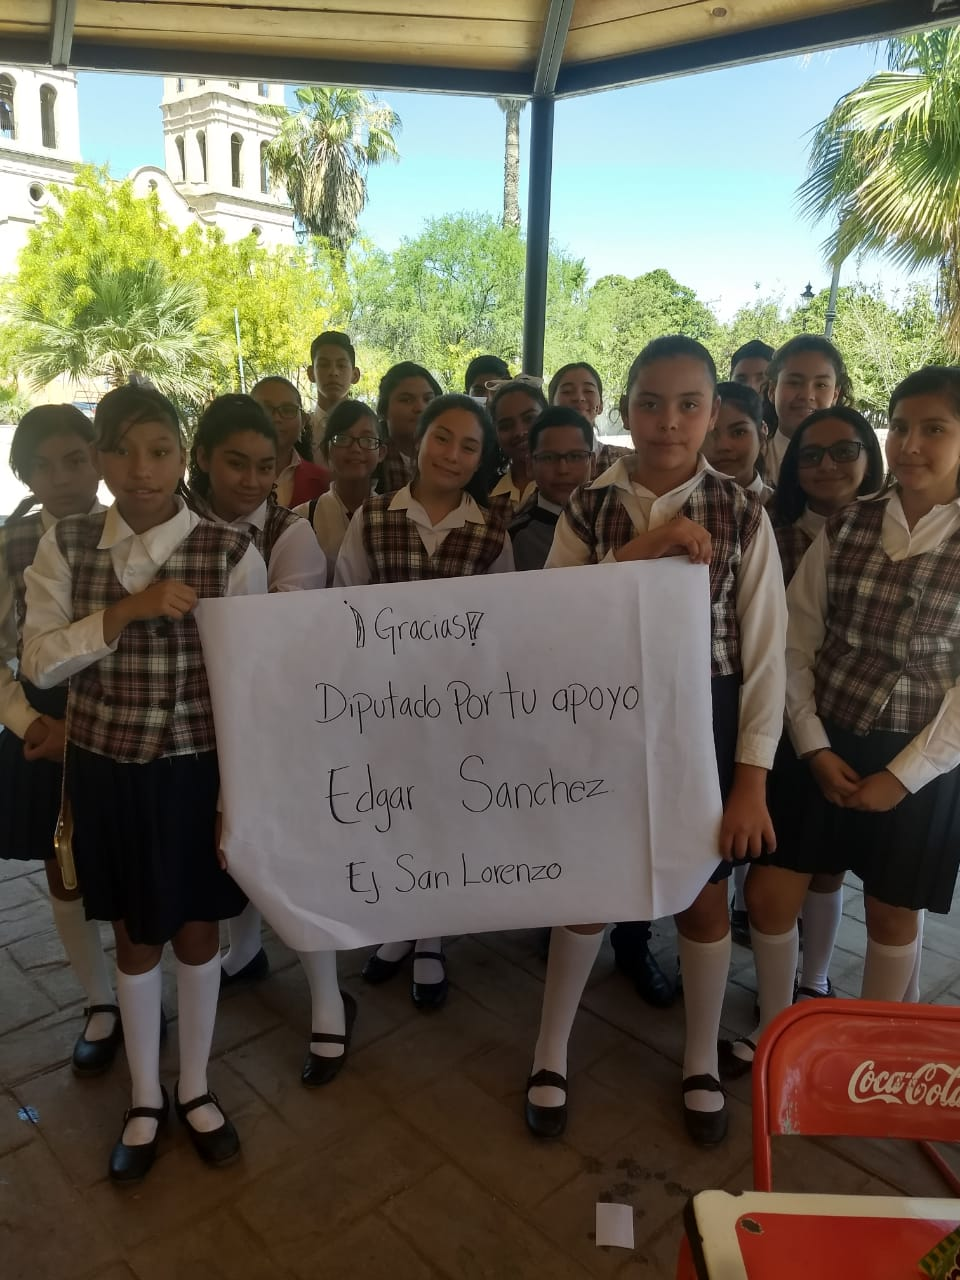 ¡Gracias!
Diputado Por tu apoyo
Edgar Sanchez
Ej San Lorenzo
Coca-Cola